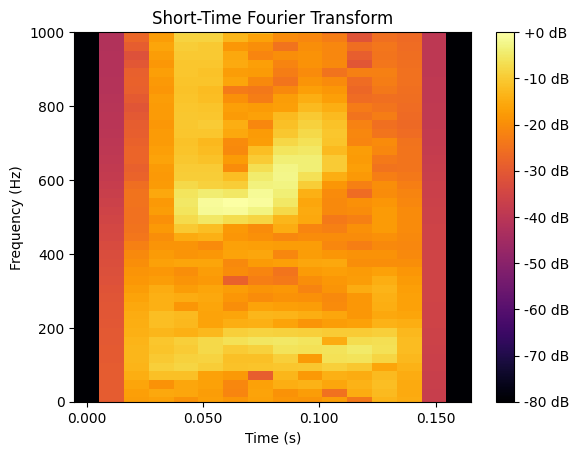 Short-Time Fourier Transform
1000
800
600
400
200
0
Frequency (Hz)
0.000
0.050
0.100
0.150
Time (s)
+0 dB
-10 dB
-20 dB
-30 dB
-40 dB
-50 dB
-60 dB
-70 dB
-80 dB